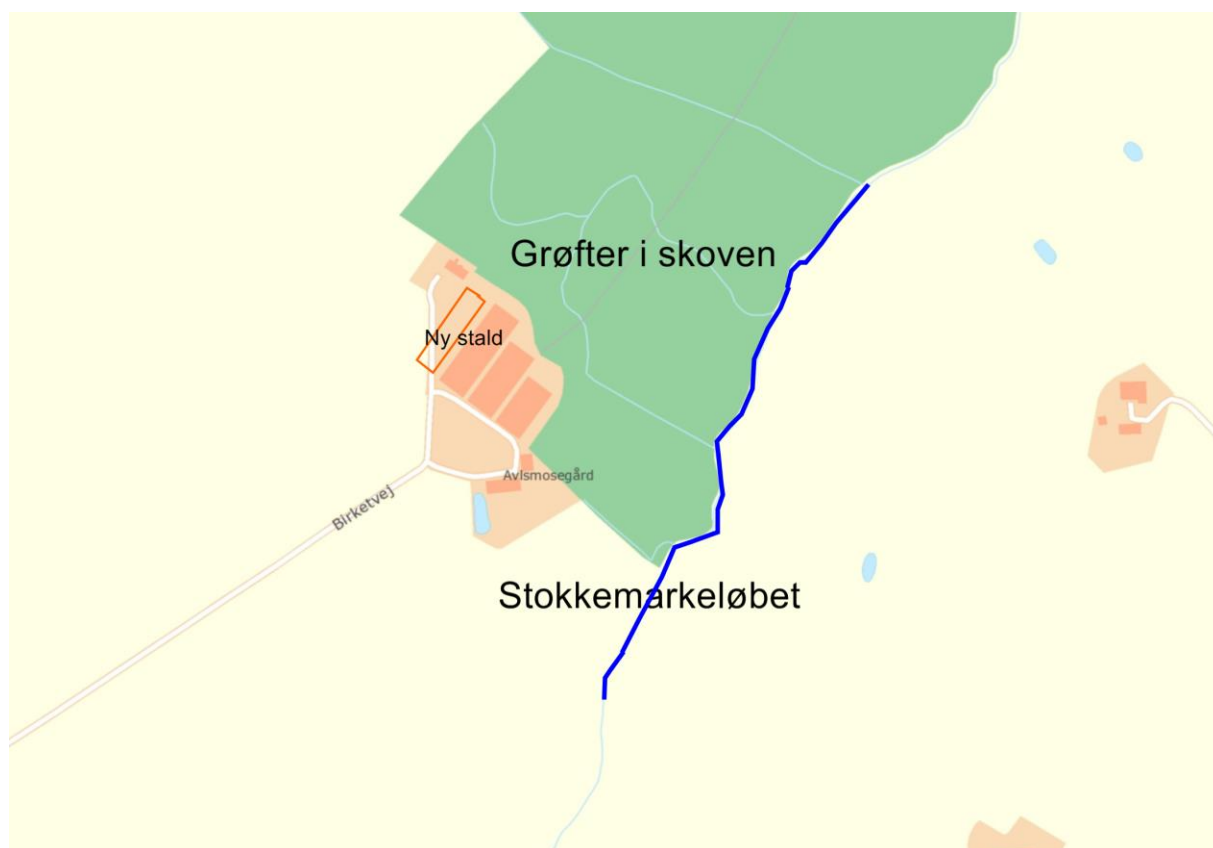 Grøfter i skoven
Ny stald
Avlsmosegård
Birketvej
Stokkemarkeløbet